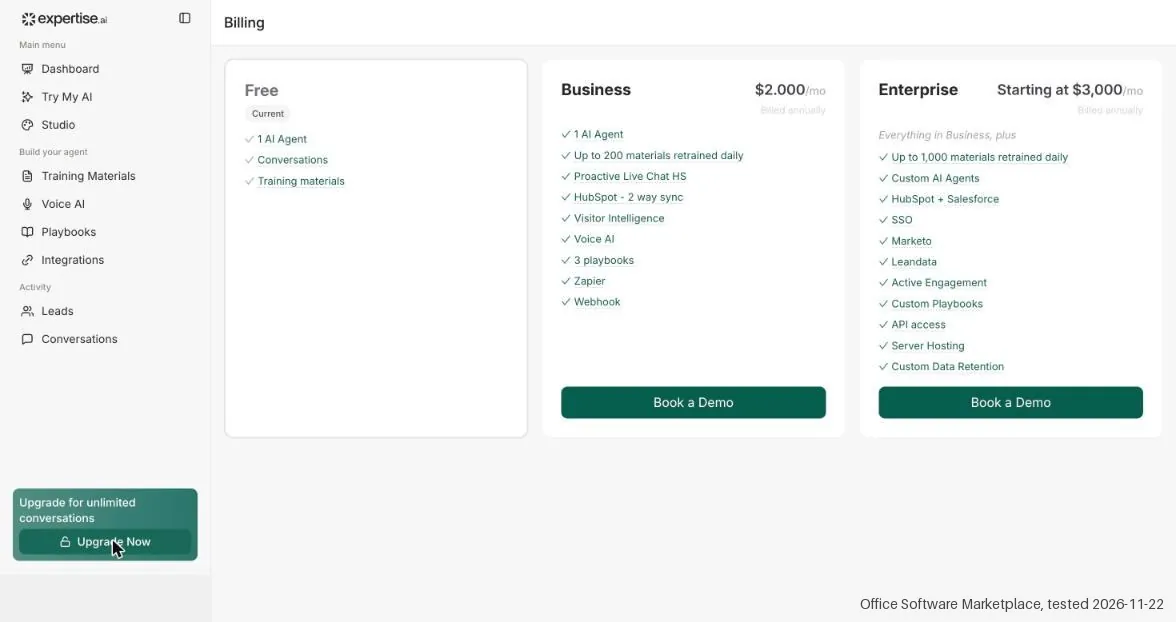 expertise.ai
Main menu
Dashboard
Try My AI
Studio
Build your agent
Training Materials
Voice AI
Playbooks
Integrations
Activity
Leads
Conversations
Upgrade for unlimited
conversations
Upgrade Now
Billing
Free
Current
1 AI Agent
Conversations
Training materials
Business
$2.000/mo
Billed annually
1 AI Agent
Up to 200 materials retrained daily
Proactive Live Chat HS
HubSpot - 2 way sync
Visitor Intelligence
Voice AI
3 playbooks
Zapier
Webhook
Book a Demo
Enterprise
Starting at $3,000/mo
Billed annually
Everything in Business, plus
Up to 1,000 materials retrained daily
Custom AI Agents
HubSpot + Salesforce
SSO
Marketo
Leandata
Active Engagement
Custom Playbooks
API access
Server Hosting
Custom Data Retention
Book a Demo
Office Software Marketplace, tested 2026-11-22